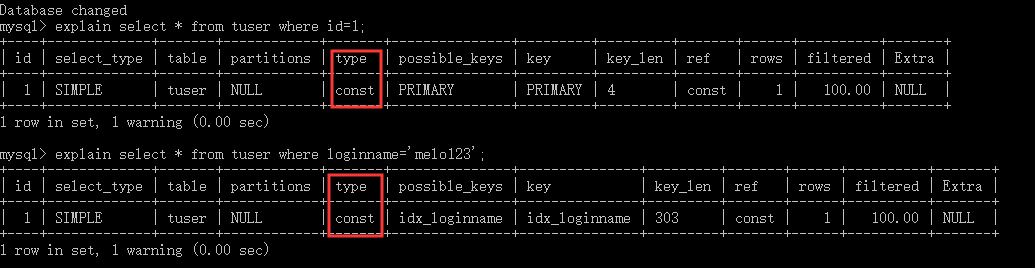 Database changed
mysql> explain select * from tuser where id=1;
+----+-------------+-------+------------+-------+---------------+---------+---------+-------+------+----------+-------+
| id | select_type | table | partitions | type | possible_keys | key | key_len | ref | rows | filtered | Extra |
+----+-------------+-------+------------+-------+---------------+---------+---------+-------+------+----------+-------+
| 1 | SIMPLE | tuser | NULL | const | PRIMARY | PRIMARY | 4 | const | 1 | 100.00 | NULL |
+----+-------------+-------+------------+-------+---------------+---------+---------+-------+------+----------+-------+
1 row in set, 1 warning (0.00 sec)
mysql> explain select * from tuser where loginname='melo123';
+----+-------------+-------+------------+-------+---------------+---------------+---------+-------+------+----------+-------+
| id | select_type | table | partitions | type | possible_keys | key | key_len | ref | rows | filtered | Extra |
+----+-------------+-------+------------+-------+---------------+---------------+---------+-------+------+----------+-------+
| 1 | SIMPLE | tuser | NULL | const | idx_loginname | idx_loginname | 303 | const | 1 | 100.00 | NULL |
+----+-------------+-------+------------+-------+---------------+---------------+---------+-------+------+----------+-------+
1 row in set, 1 warning (0.00 sec)